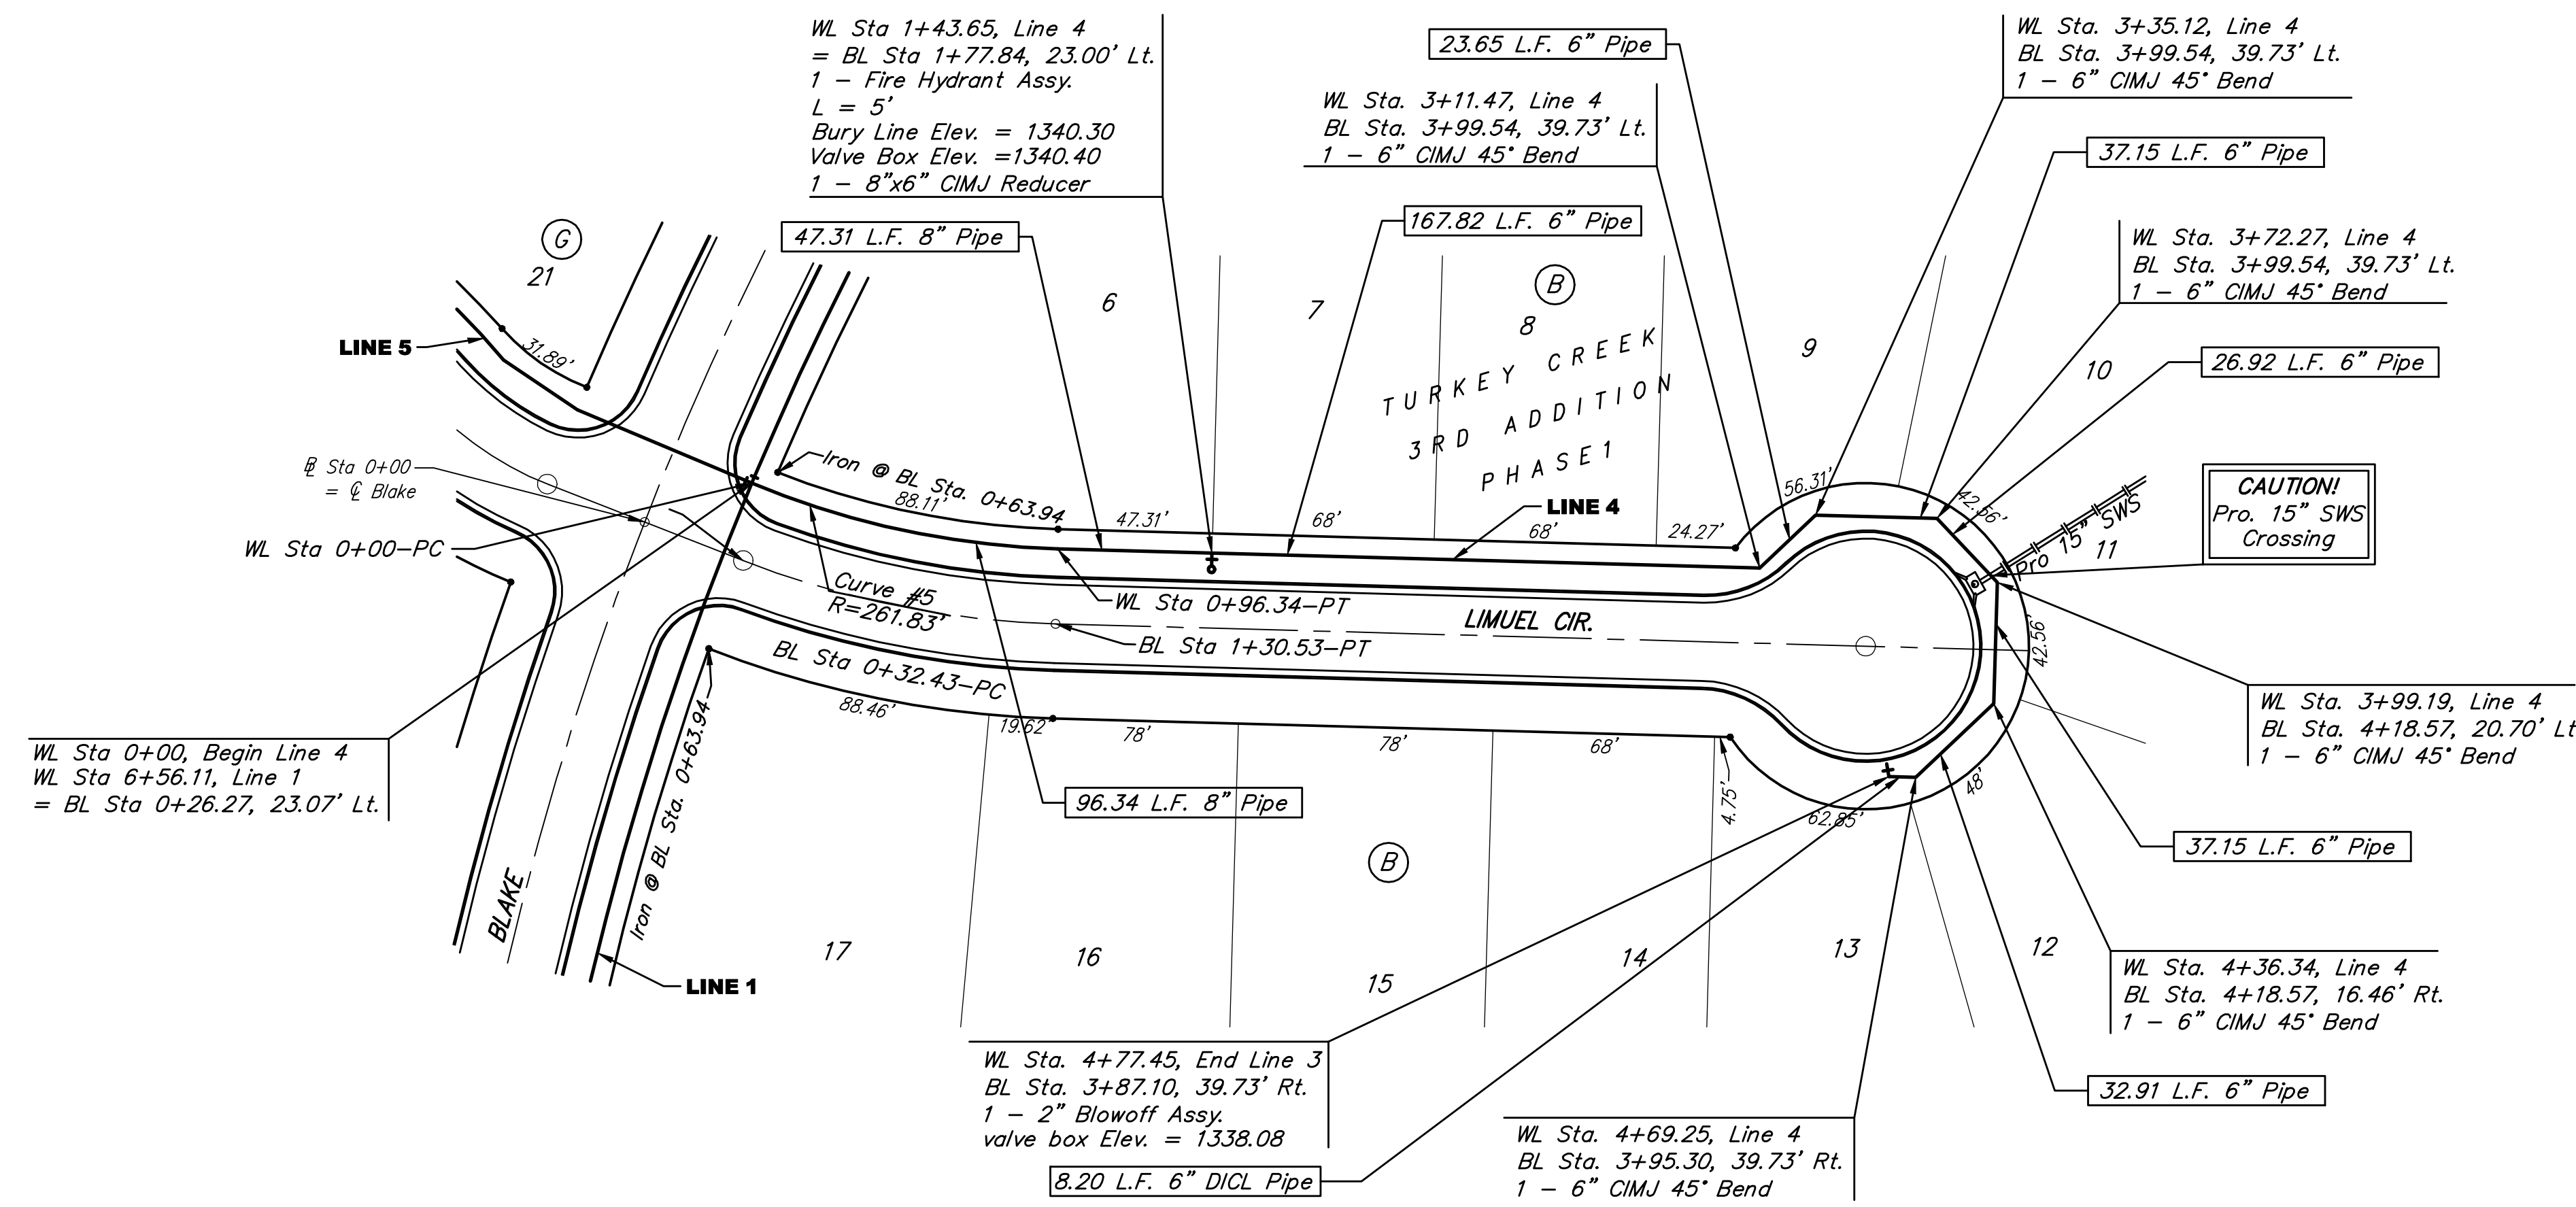 WL Sta 1+43.65, Line 4
= BL Sta 1+77.84, 23.00' Lt.
1 - Fire Hydrant Assy.
L = 5'
Bury Line Elev. = 1340.30
Valve Box Elev. =1340.40
1 - 8"x6" CIMJ Reducer
23.65 L.F. 6" Pipe
WL Sta. 3+11.47, Line 4
BL Sta. 3+99.54, 39.73' Lt.
1 - 6" CIMJ 45° Bend
WL Sta. 3+35.12, Line 4
BL Sta. 3+99.54, 39.73' Lt.
1 - 6" CIMJ 45° Bend
37.15 L.F. 6" Pipe
47.31 L.F. 8" Pipe
167.82 L.F. 6" Pipe
WL Sta. 3+72.27, Line 4
BL Sta. 3+99.54, 39.73' Lt.
1 - 6" CIMJ 45° Bend
26.92 L.F. 6" Pipe
G
21
6
7
B
8
9
10
TURKEY CREEK
3RD ADDITION
PHASE 1
LINE 5
31.89'
℄ Sta 0+00
= ℄ Blake
WL Sta 0+00-PC
Iron @ BL Sta. 0+63.94
88.11'
47.31'
68'
68'
24.27'
LINE 4
56.31'
42.56'
Pro 15" SWS
11
CAUTION!
Pro. 15" SWS
Crossing
Curve #5
R=261.83'
WL Sta 0+96.34-PT
BL Sta 1+30.53-PT
LIMUEL CIR.
42.56'
BL Sta 0+32.43-PC
88.46'
19.62'
78'
78'
68'
4.75'
62.85'
48'
WL Sta. 3+99.19, Line 4
BL Sta. 4+18.57, 20.70' Lt
1 - 6" CIMJ 45° Bend
WL Sta 0+00, Begin Line 4
WL Sta 6+56.11, Line 1
= BL Sta 0+26.27, 23.07' Lt.
Iron @ BL Sta. 0+63.94
96.34 L.F. 8" Pipe
37.15 L.F. 6" Pipe
BLAKE
LINE 1
B
17
16
15
14
13
12
WL Sta. 4+36.34, Line 4
BL Sta. 4+18.57, 16.46' Rt.
1 - 6" CIMJ 45° Bend
WL Sta. 4+77.45, End Line 3
BL Sta. 3+87.10, 39.73' Rt.
1 - 2" Blowoff Assy.
valve box Elev. = 1338.08
32.91 L.F. 6" Pipe
8.20 L.F. 6" DICL Pipe
WL Sta. 4+69.25, Line 4
BL Sta. 3+95.30, 39.73' Rt.
1 - 6" CIMJ 45° Bend